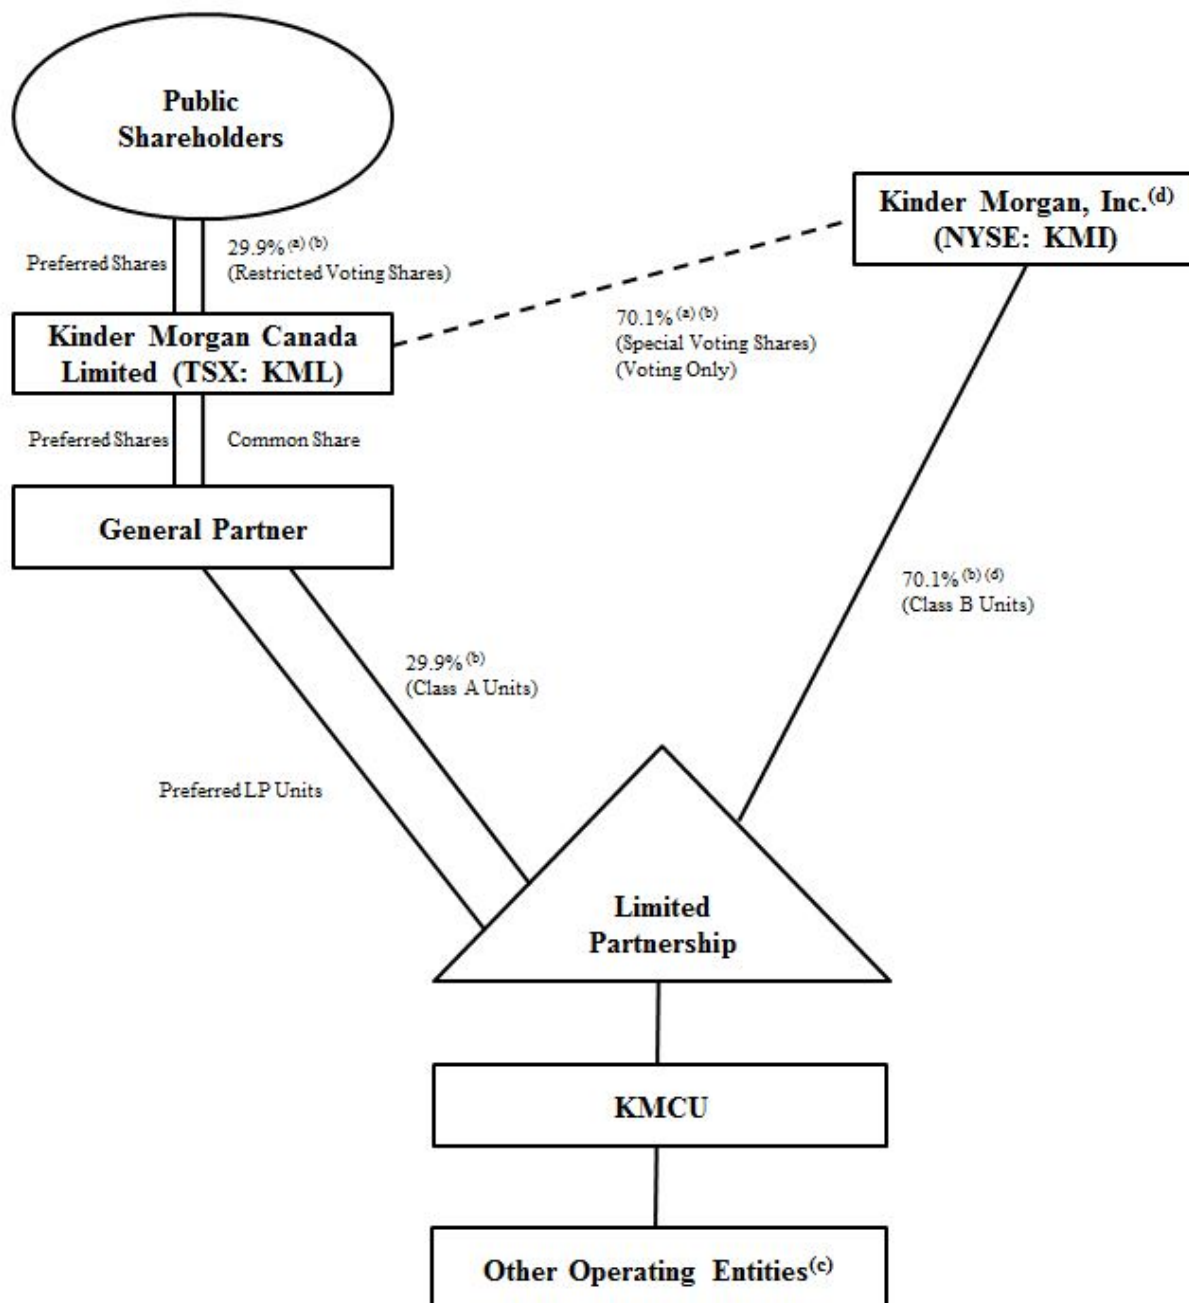 Public
Shareholders
Kinder Morgan, Inc.(d)
(NYSE: KMI)
Preferred Shares
29.9% (a) (b)
(Restricted Voting Shares)
70.1% (a) (b)
(Special Voting Shares)
(Voting Only)
Kinder Morgan Canada
Limited (TSX: KML)
Preferred Shares
Common Share
General Partner
70.1% (b) (d)
(Class B Units)
29.9% (b)
(Class A Units)
Preferred LP Units
Limited
Partnership
KMCU
Other Operating Entities(c)